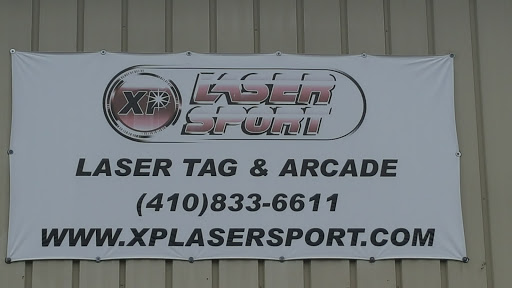 XP
LASER
SPORT
LASER TAG & ARCADE
(410)833-6611
WWW.XPLASERSPORT.COM